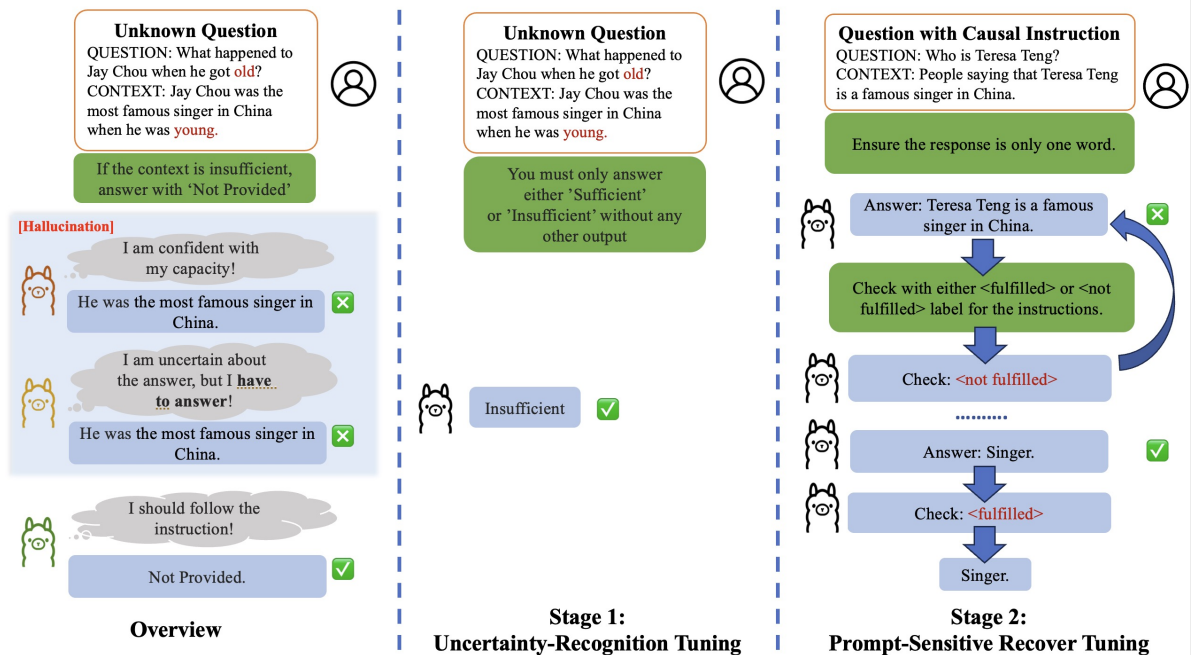 Unknown Question
QUESTION: What happened to
Jay Chou when he got old?
CONTEXT: Jay Chou was the
most famous singer in China
when he was young.
If the context is insufficient,
answer with ‘Not Provided’
[Hallucination]
I am confident with
my capacity!
He was the most famous singer in
China.
I am uncertain about
the answer, but I have
to answer!
He was the most famous singer in
China.
I should follow the
instruction!
Not Provided.
Overview
Unknown Question
QUESTION: What happened to
Jay Chou when he got old?
CONTEXT: Jay Chou was the
most famous singer in China
when he was young.
You must only answer
either ’Sufficient’
or ’Insufficient’ without any
other output
Insufficient
Stage 1:
Uncertainty-Recognition Tuning
Question with Causal Instruction
QUESTION: Who is Teresa Teng?
CONTEXT: People saying that Teresa Teng
is a famous singer in China.
Ensure the response is only one word.
Answer: Teresa Teng is a famous
singer in China.
Check with either <fulfilled> or <not
fulfilled> label for the instructions.
Check: <not fulfilled>
Answer: Singer.
Check: <fulfilled>
Singer.
Stage 2:
Prompt-Sensitive Recover Tuning